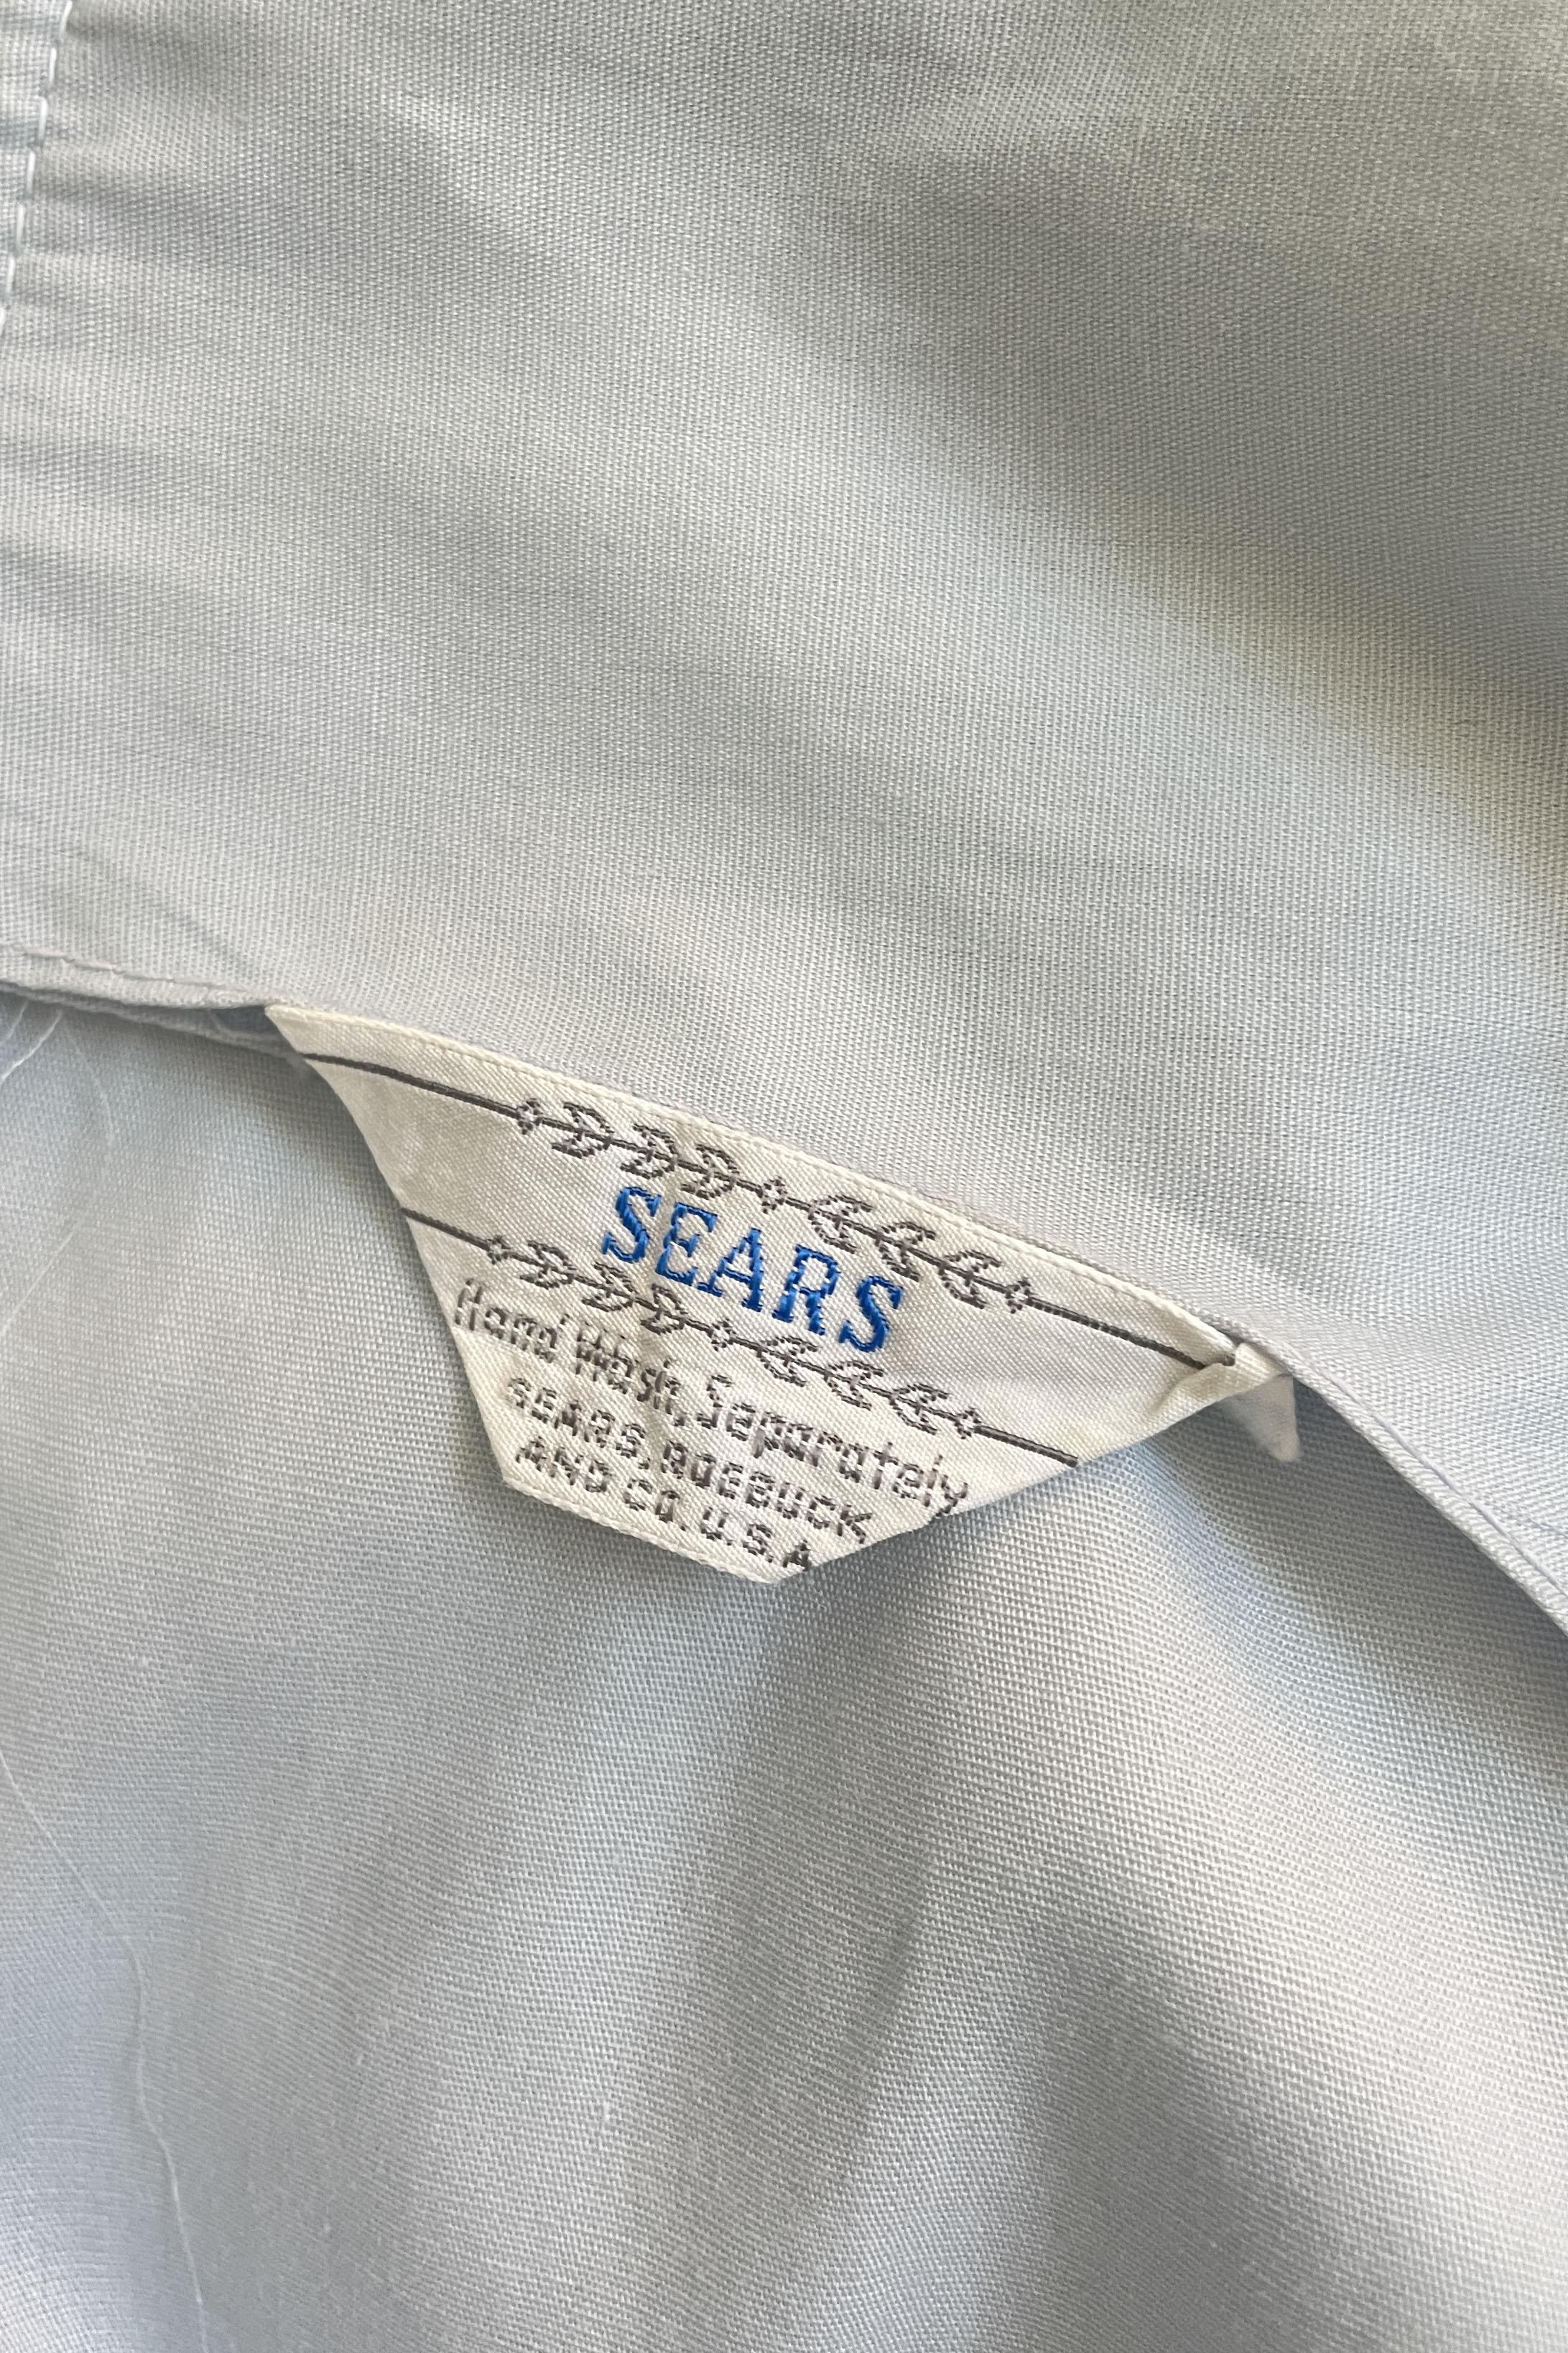 SEARS
Hand Wash, Separately
SEARS, ROEBUCK
AND CO. U.S.A